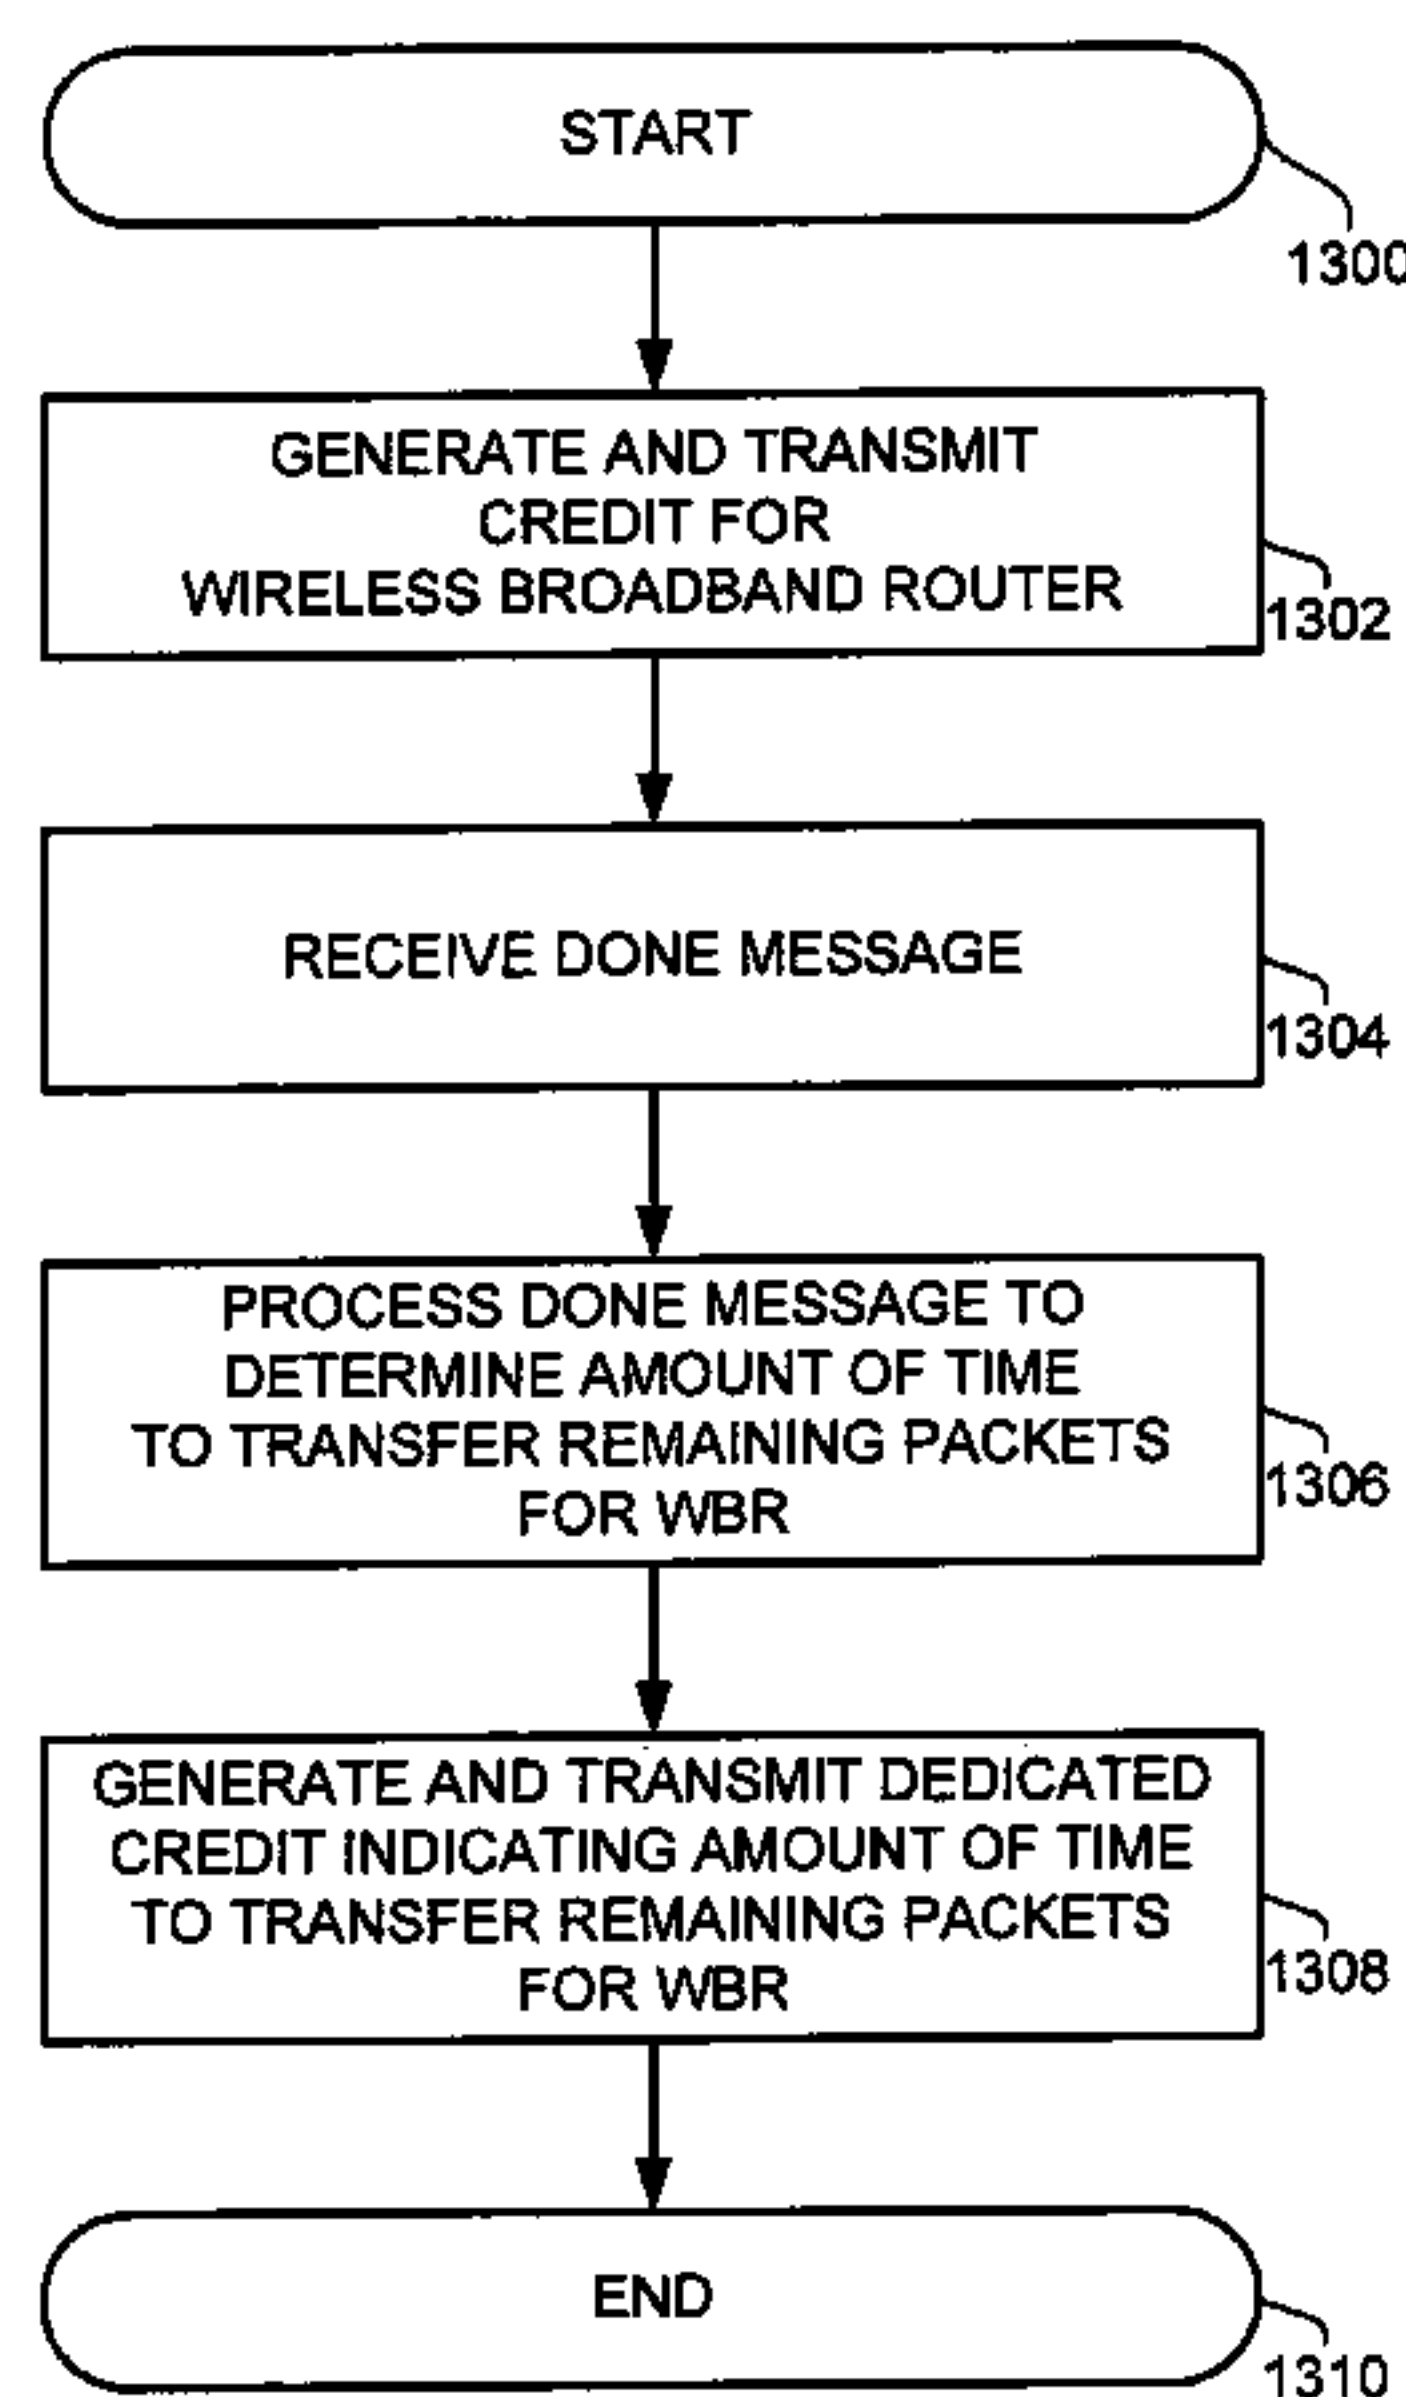 START
1300
GENERATE AND TRANSMIT
CREDIT FOR
WIRELESS BROADBAND ROUTER
1302
RECEIVE DONE MESSAGE
1304
PROCESS DONE MESSAGE TO
DETERMINE AMOUNT OF TIME
TO TRANSFER REMAINING PACKETS
FOR WBR
1306
GENERATE AND TRANSMIT DEDICATED
CREDIT INDICATING AMOUNT OF TIME
TO TRANSFER REMAINING PACKETS
FOR WBR
1308
END
1310